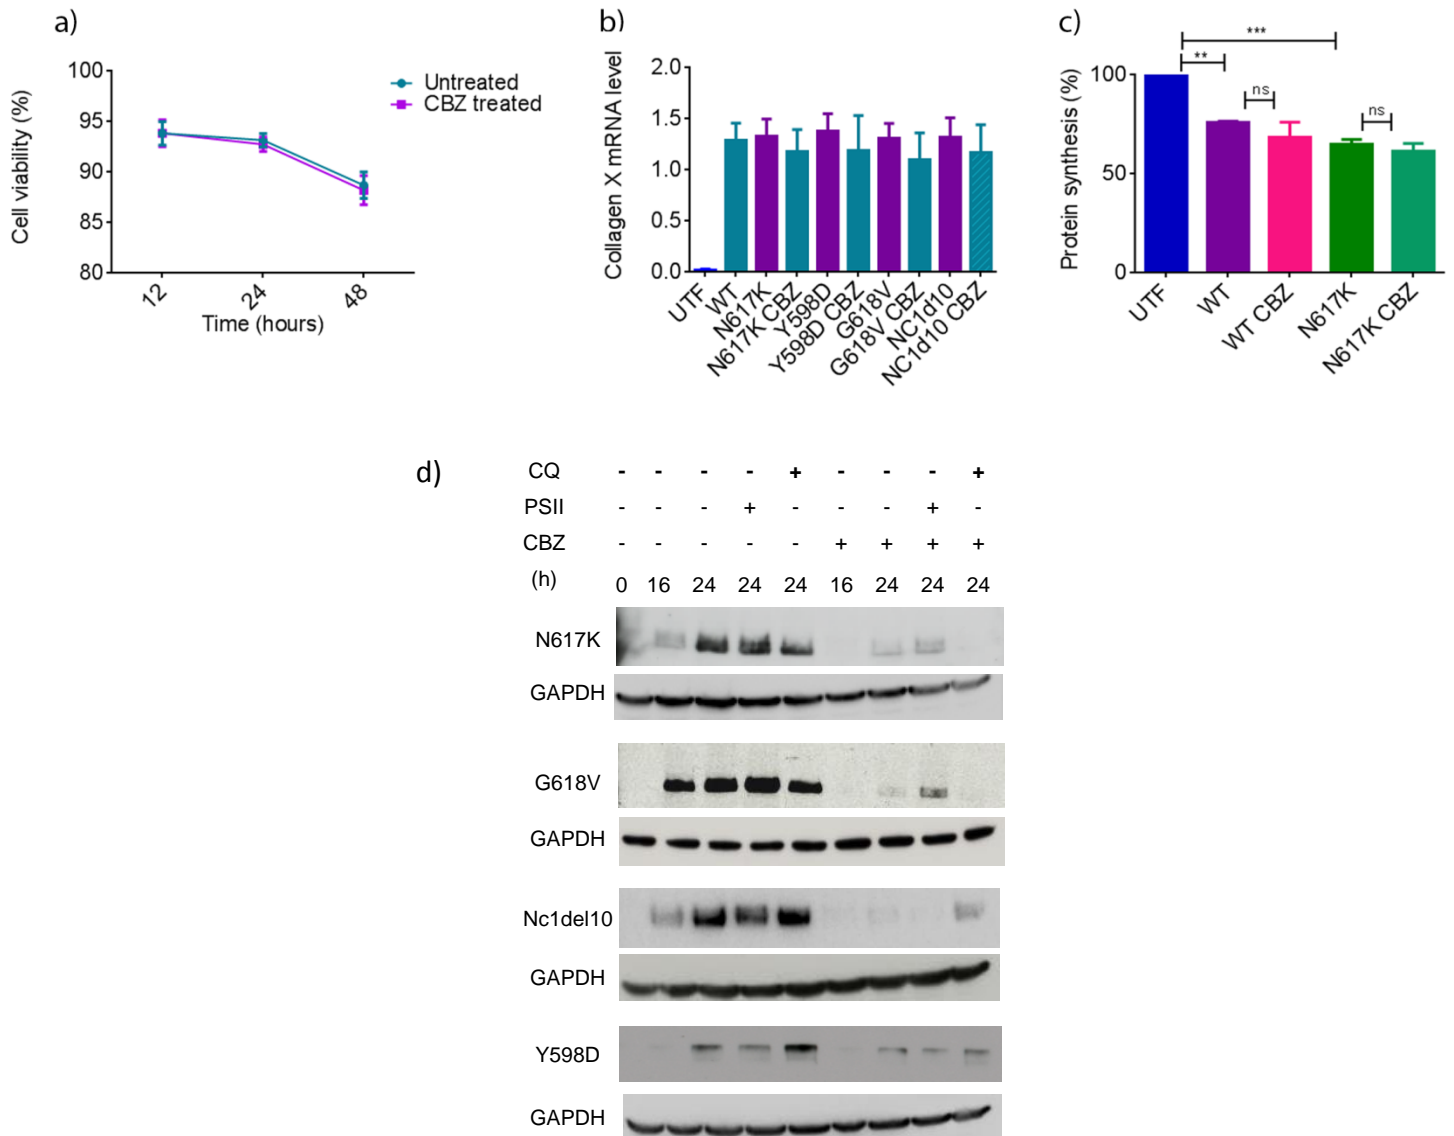 a)
100
95
90
85
80
Cell viability (%)
12
24
48
Time (hours)
Untreated
CBZ treated
b)
2.0
1.5
1.0
0.5
0.0
Collagen X mRNA level
UTF
WT
N617K
N617K CBZ
Y598D
Y598D CBZ
G618V
G618V CBZ
NC1d10
NC1d10 CBZ
c)
***
**
ns
ns
100
50
0
Protein synthesis (%)
UTF
WT
WT CBZ
N617K
N617K CBZ
d)
CQ - - - - + - - - +
PSII - - - + - - - + -
CBZ - - - - - + + + +
(h) 0 16 24 24 24 16 24 24 24
N617K
GAPDH
G618V
GAPDH
Nc1del10
GAPDH
Y598D
GAPDH